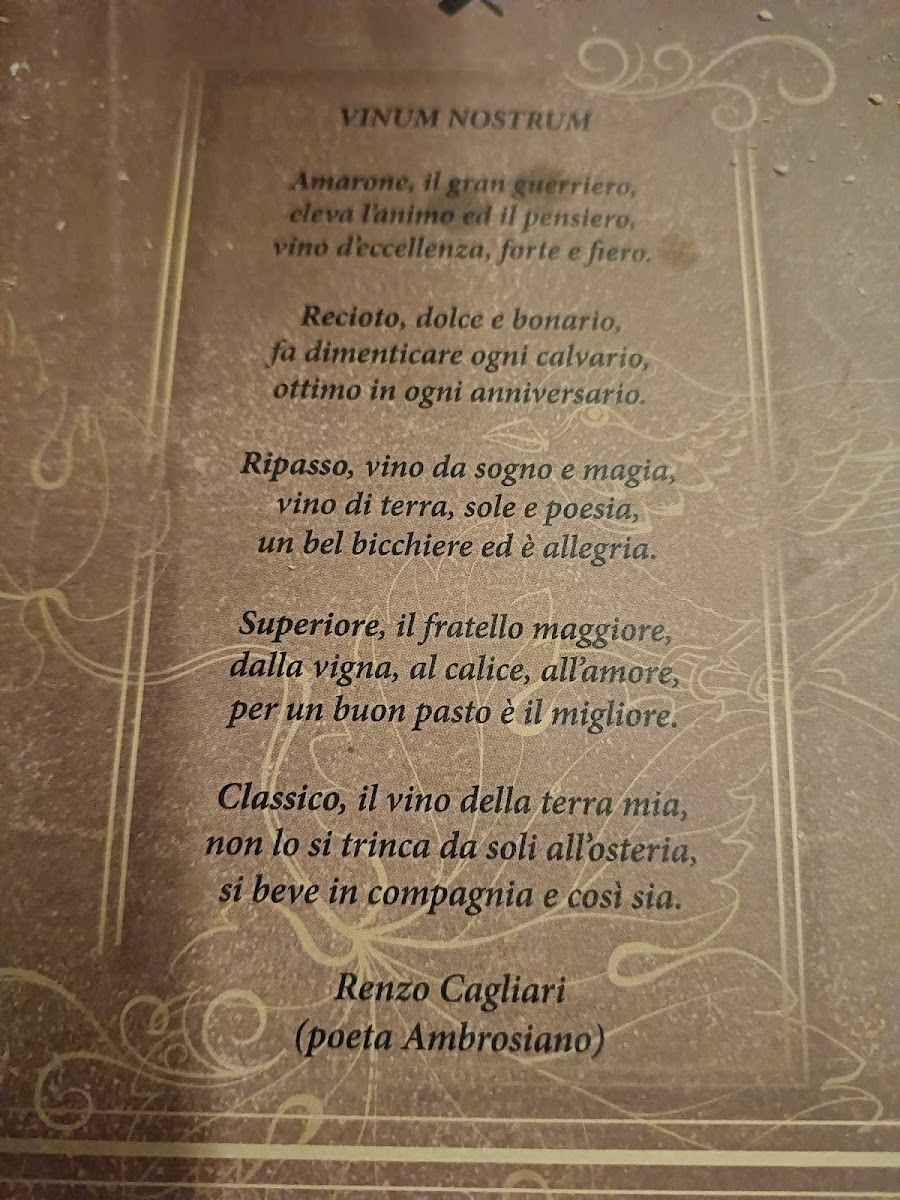 VINUM NOSTRUM
Amarone, il gran guerriero,
eleva l'animo ed il pensiero,
vino d'eccellenza, forte e fiero.
Recioto, dolce e bonario,
fa dimenticare ogni calvario,
ottimo in ogni anniversario.
Ripasso, vino da sogno e magia,
vino di terra, sole e poesia,
un bel bicchiere ed è allegria.
Superiore, il fratello maggiore,
dalla vigna, al calice, all'amore,
per un buon pasto è il migliore.
Classico, il vino della terra mia,
non lo si trinca da soli all'osteria,
si beve in compagnia e così sia.
Renzo Cagliari
(poeta Ambrosiano)